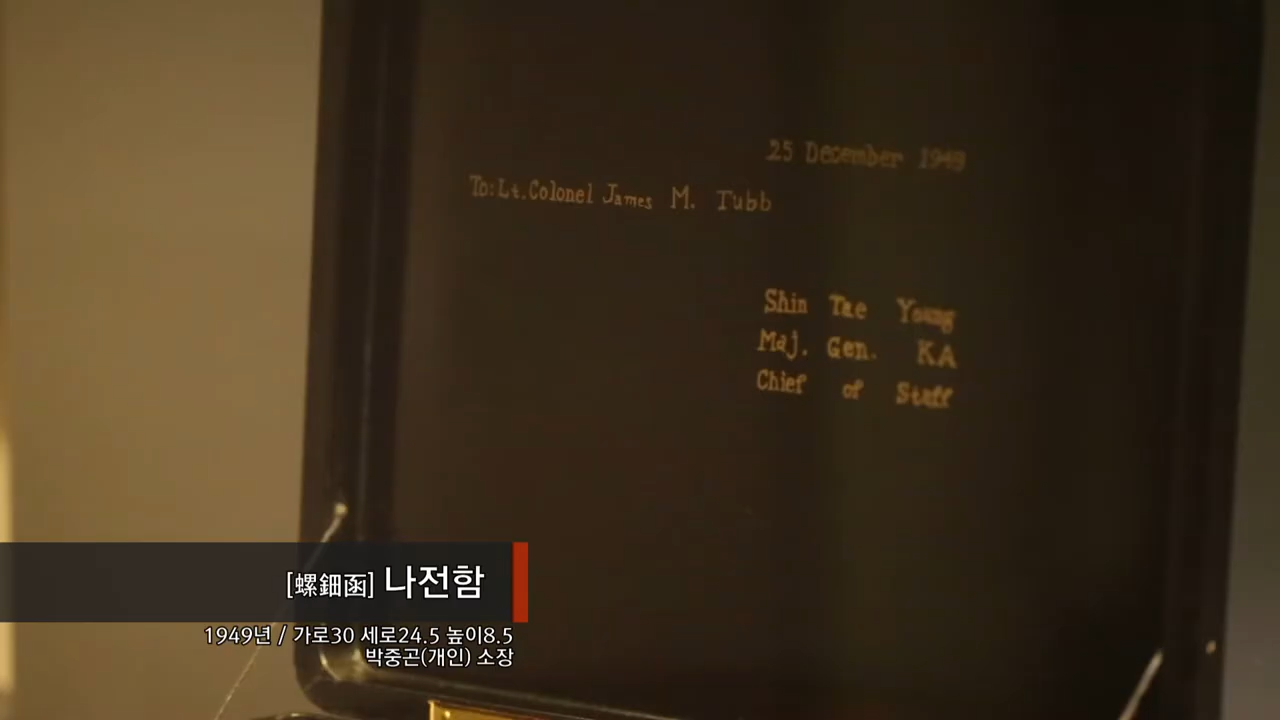 25 December 1949
To: Lt. Colonel James M. Tubb
Shin Tae Young
Maj. Gen. KA
Chief of Staff
[螺鈿函] 나전함
1949년 / 가로30 세로24.5 높이8.5
박중곤(개인) 소장